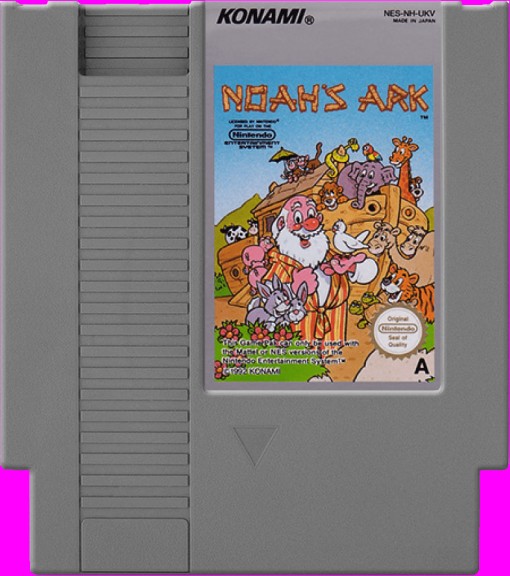 KONAMI®
NES-NH-UKV
MADE IN JAPAN
NOAH'S ARK
TM
LICENSED BY NINTENDO®
FOR PLAY ON THE
Nintendo
ENTERTAINMENT
SYSTEM™
Original
Nintendo
Seal of
Quality
This Game Pak can only be used with
the Mattel or NES versions of the
Nintendo Entertainment System™
©1992 KONAMI
A